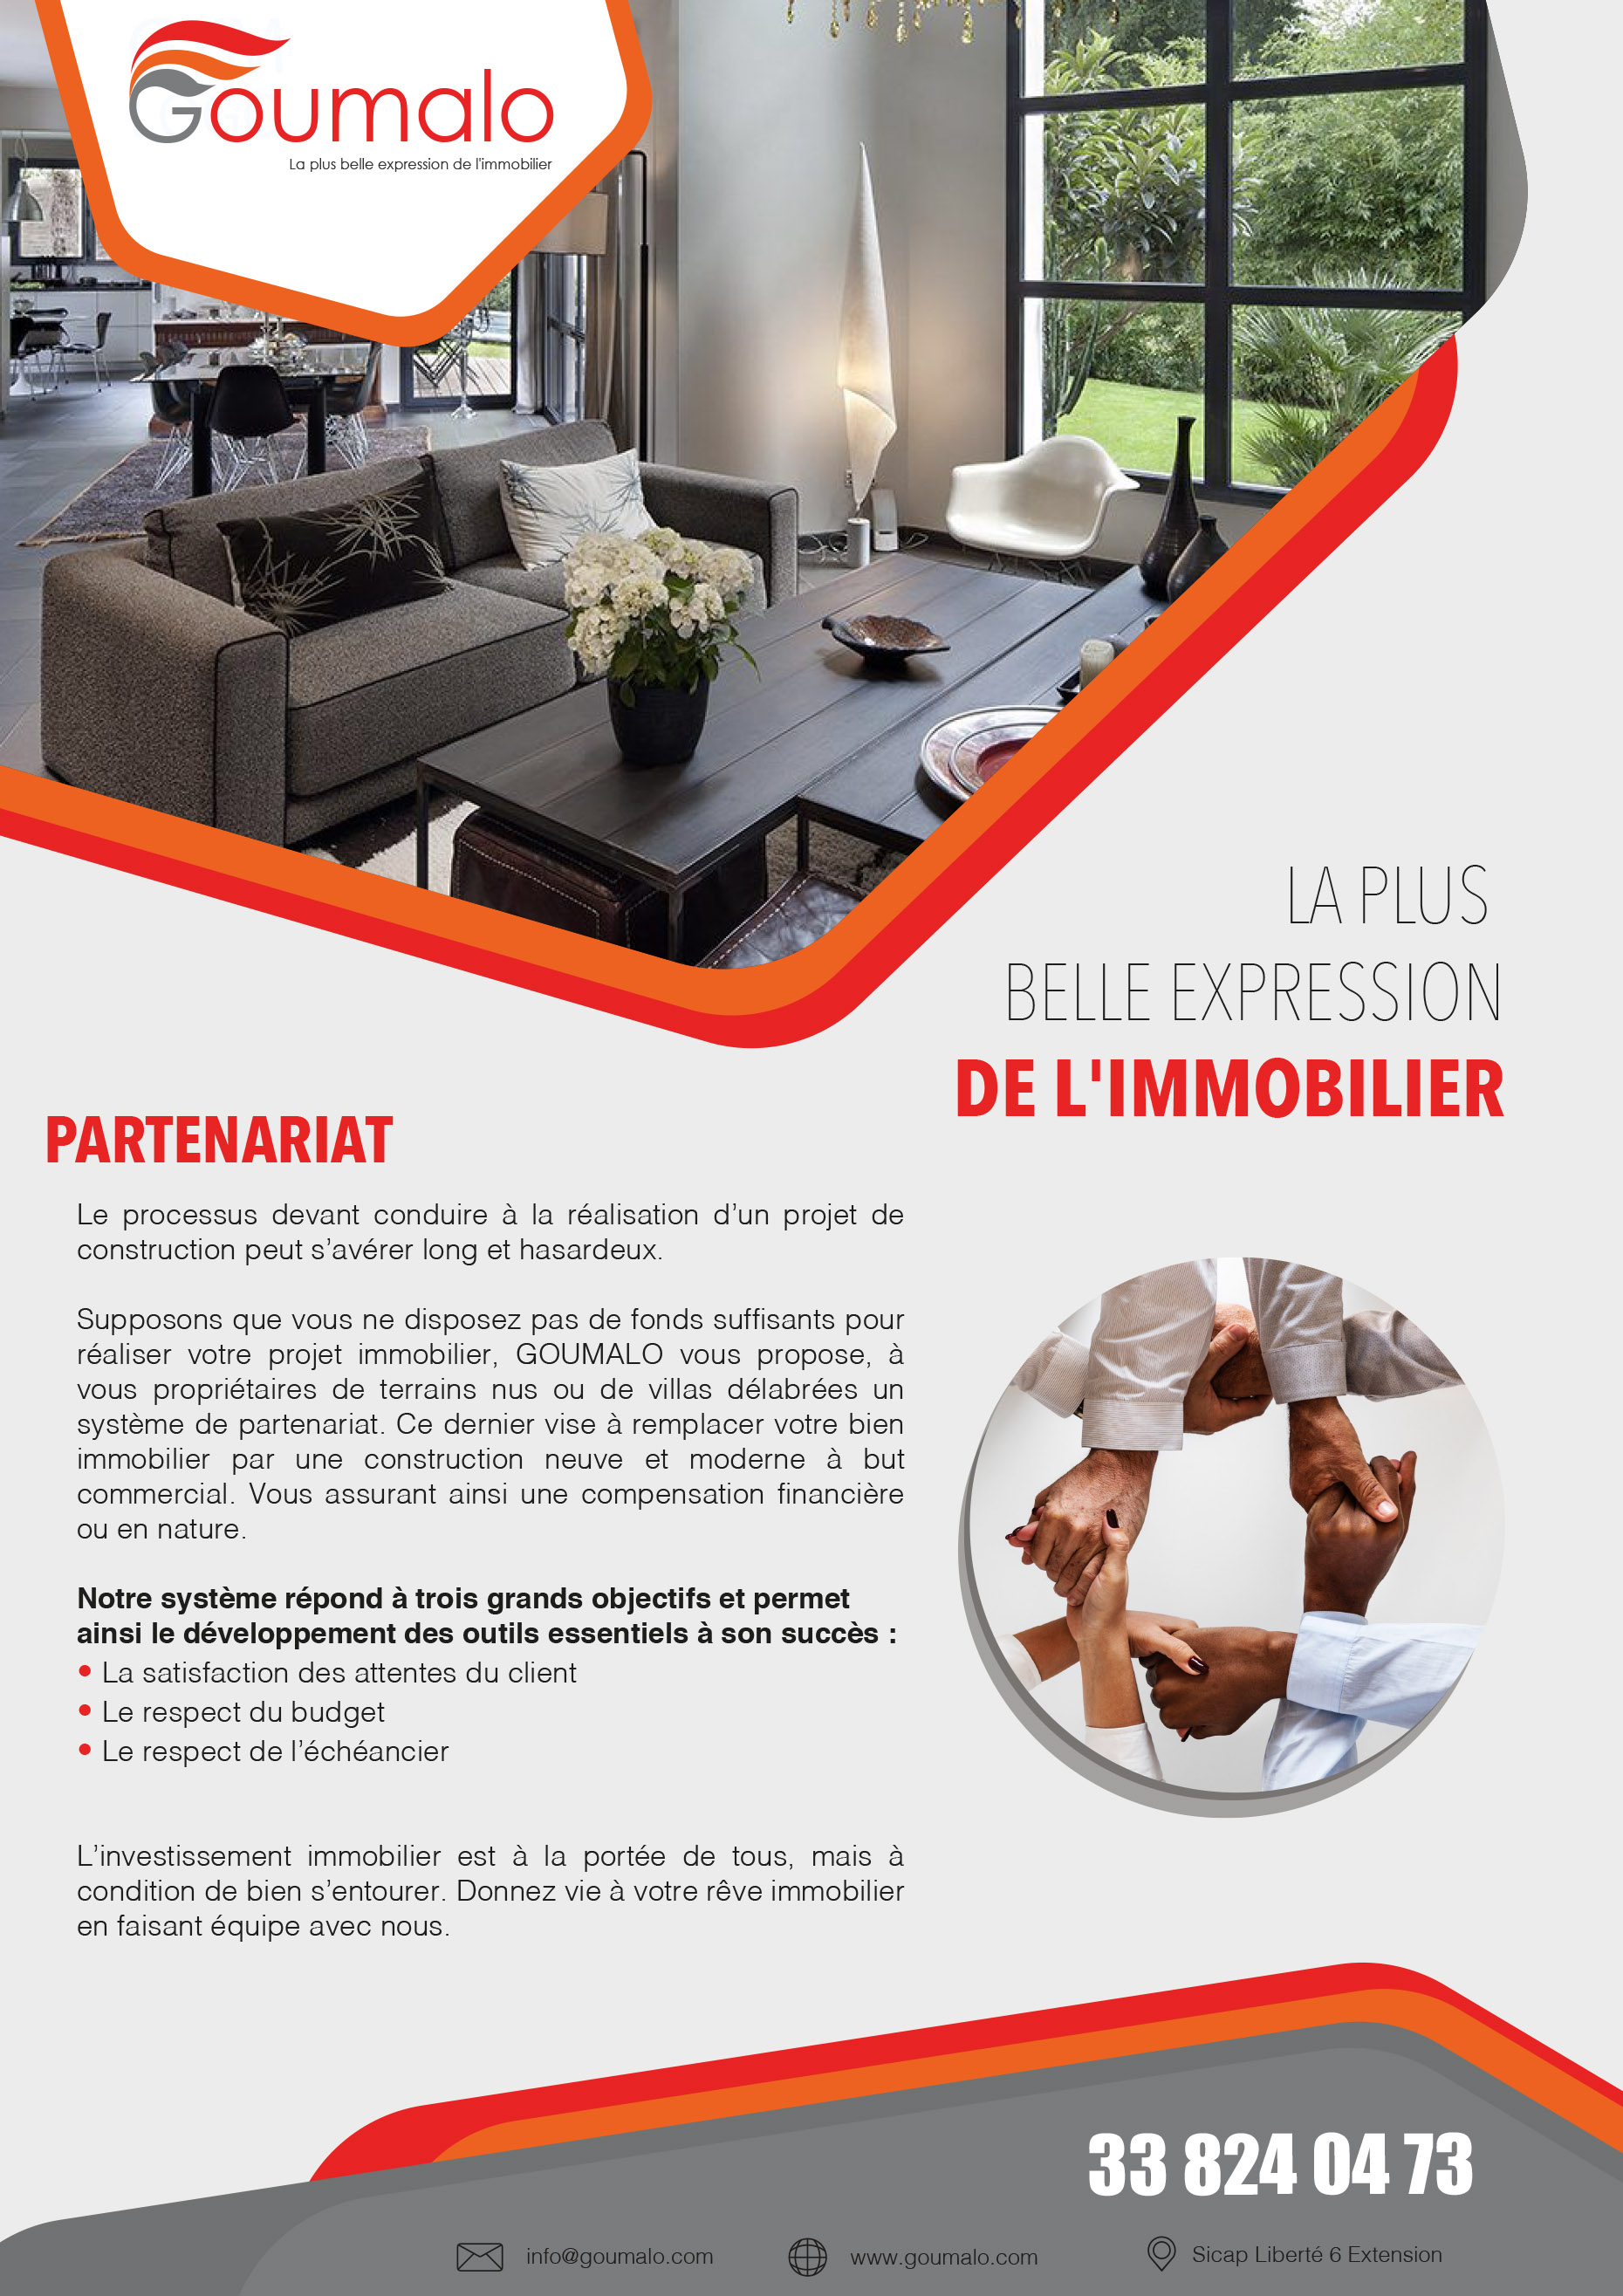 Goumalo
La plus belle expression de l'immobilier
LA PLUS
BELLE EXPRESSION
DE L'IMMOBILIER
PARTENARIAT
Le processus devant conduire à la réalisation d’un projet de
construction peut s’avérer long et hasardeux.
Supposons que vous ne disposez pas de fonds suffisants pour
réaliser votre projet immobilier, GOUMALO vous propose, à
vous propriétaires de terrains nus ou de villas délabrées un
système de partenariat. Ce dernier vise à remplacer votre bien
immobilier par une construction neuve et moderne à but
commercial. Vous assurant ainsi une compensation financière
ou en nature.
Notre système répond à trois grands objectifs et permet
ainsi le développement des outils essentiels à son succès :
• La satisfaction des attentes du client
• Le respect du budget
• Le respect de l’échéancier
L’investissement immobilier est à la portée de tous, mais à
condition de bien s’entourer. Donnez vie à votre rêve immobilier
en faisant équipe avec nous.
33 824 04 73
info@goumalo.com
www.goumalo.com
Sicap Liberté 6 Extension